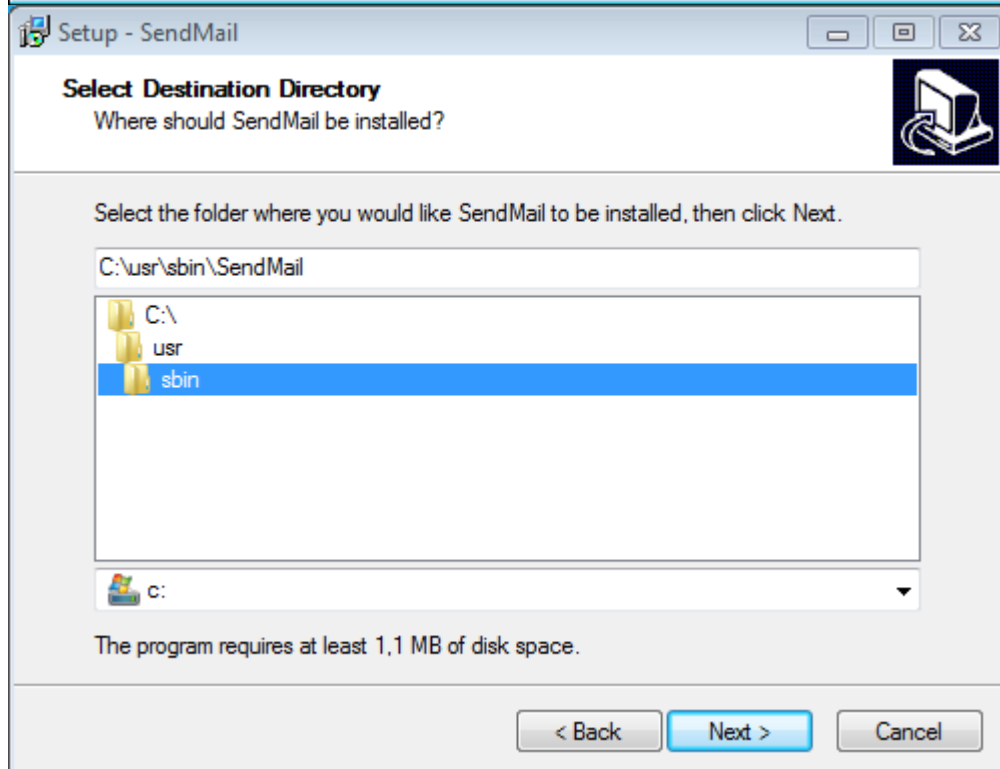 Setup - SendMail
Select Destination Directory
Where should SendMail be installed?
Select the folder where you would like SendMail to be installed, then click Next.
C:\usr\sbin\SendMail
C:\
usr
sbin
c:
The program requires at least 1,1 MB of disk space.
< Back Next > Cancel